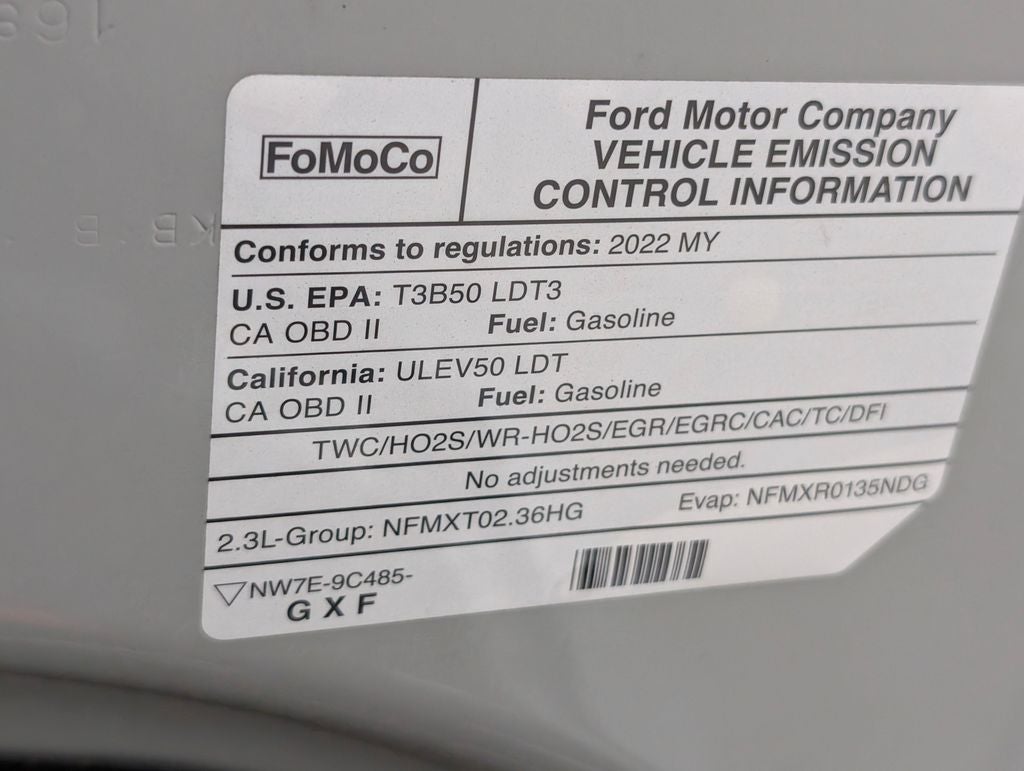 FoMoCo
Ford Motor Company
VEHICLE EMISSION
CONTROL INFORMATION
Conforms to regulations: 2022 MY
U.S. EPA: T3B50 LDT3
CA OBD II Fuel: Gasoline
California: ULEV50 LDT
CA OBD II Fuel: Gasoline
TWC/HO2S/WR-HO2S/EGR/EGRC/CAC/TC/DFI
No adjustments needed.
2.3L-Group: NFMXT02.36HG Evap: NFMXR0135NDG
NW7E-9C485-
G X F